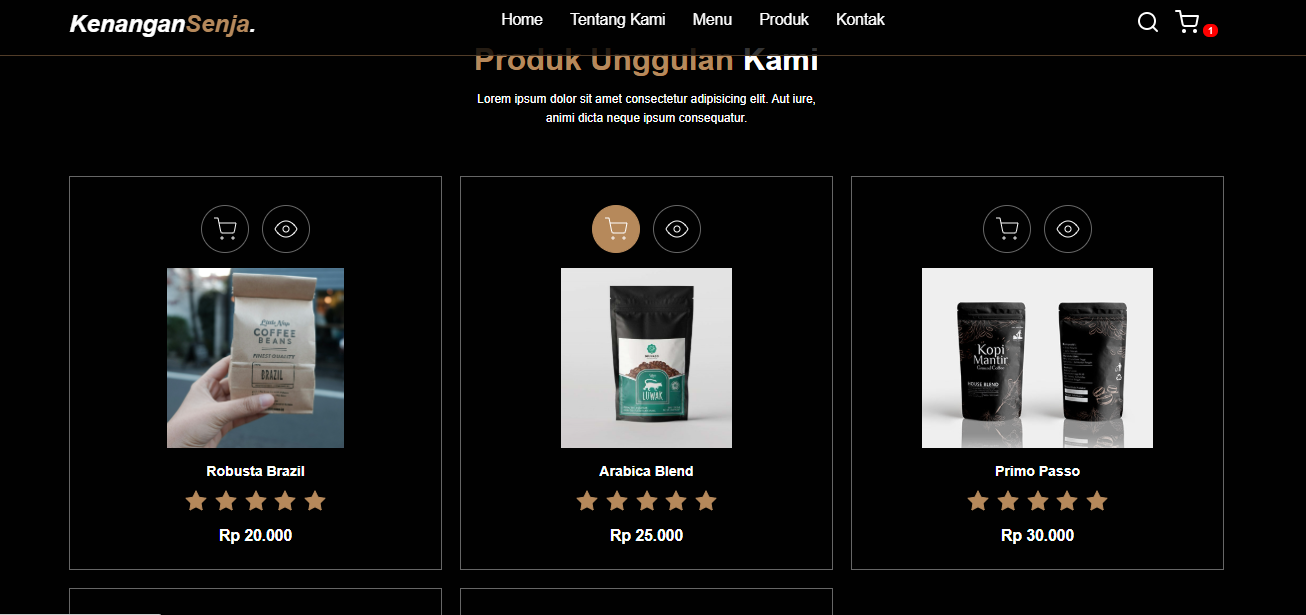 KenanganSenja.
Home Tentang Kami Menu Produk Kontak
1
Produk Unggulan Kami
Lorem ipsum dolor sit amet consectetur adipisicing elit. Aut iure,
animi dicta neque ipsum consequatur.
Little Nap
COFFEE
BEANS
FINEST QUALITY
BRAZIL
LUWAK
Kopi
Mantir
Ground Coffee
HOUSE BLEND
Robusta Brazil
Arabica Blend
Primo Passo
Rp 20.000
Rp 25.000
Rp 30.000